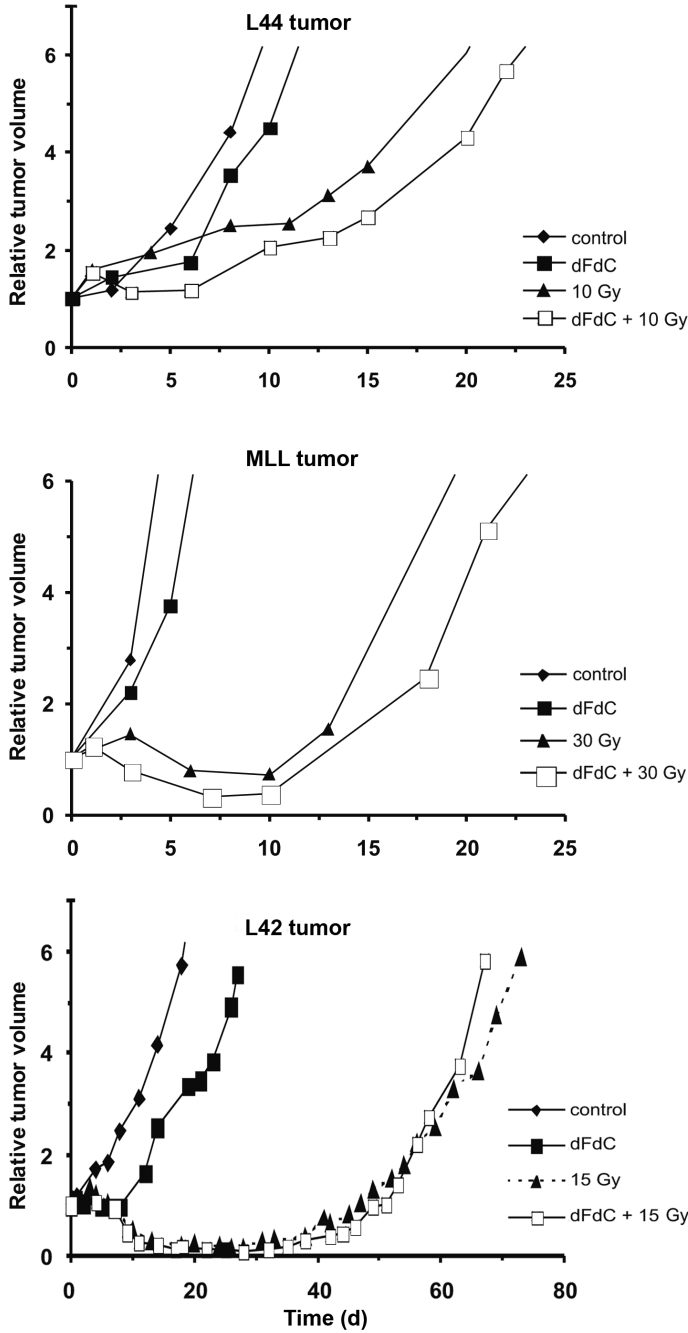 L44 tumor
Relative tumor volume
6
4
2
0
0 5 10 15 20 25
control
dFdC
10 Gy
dFdC + 10 Gy
MLL tumor
Relative tumor volume
6
4
2
0
0 5 10 15 20 25
control
dFdC
30 Gy
dFdC + 30 Gy
L42 tumor
Relative tumor volume
6
4
2
0
0 20 40 60 80
control
dFdC
15 Gy
dFdC + 15 Gy
Time (d)